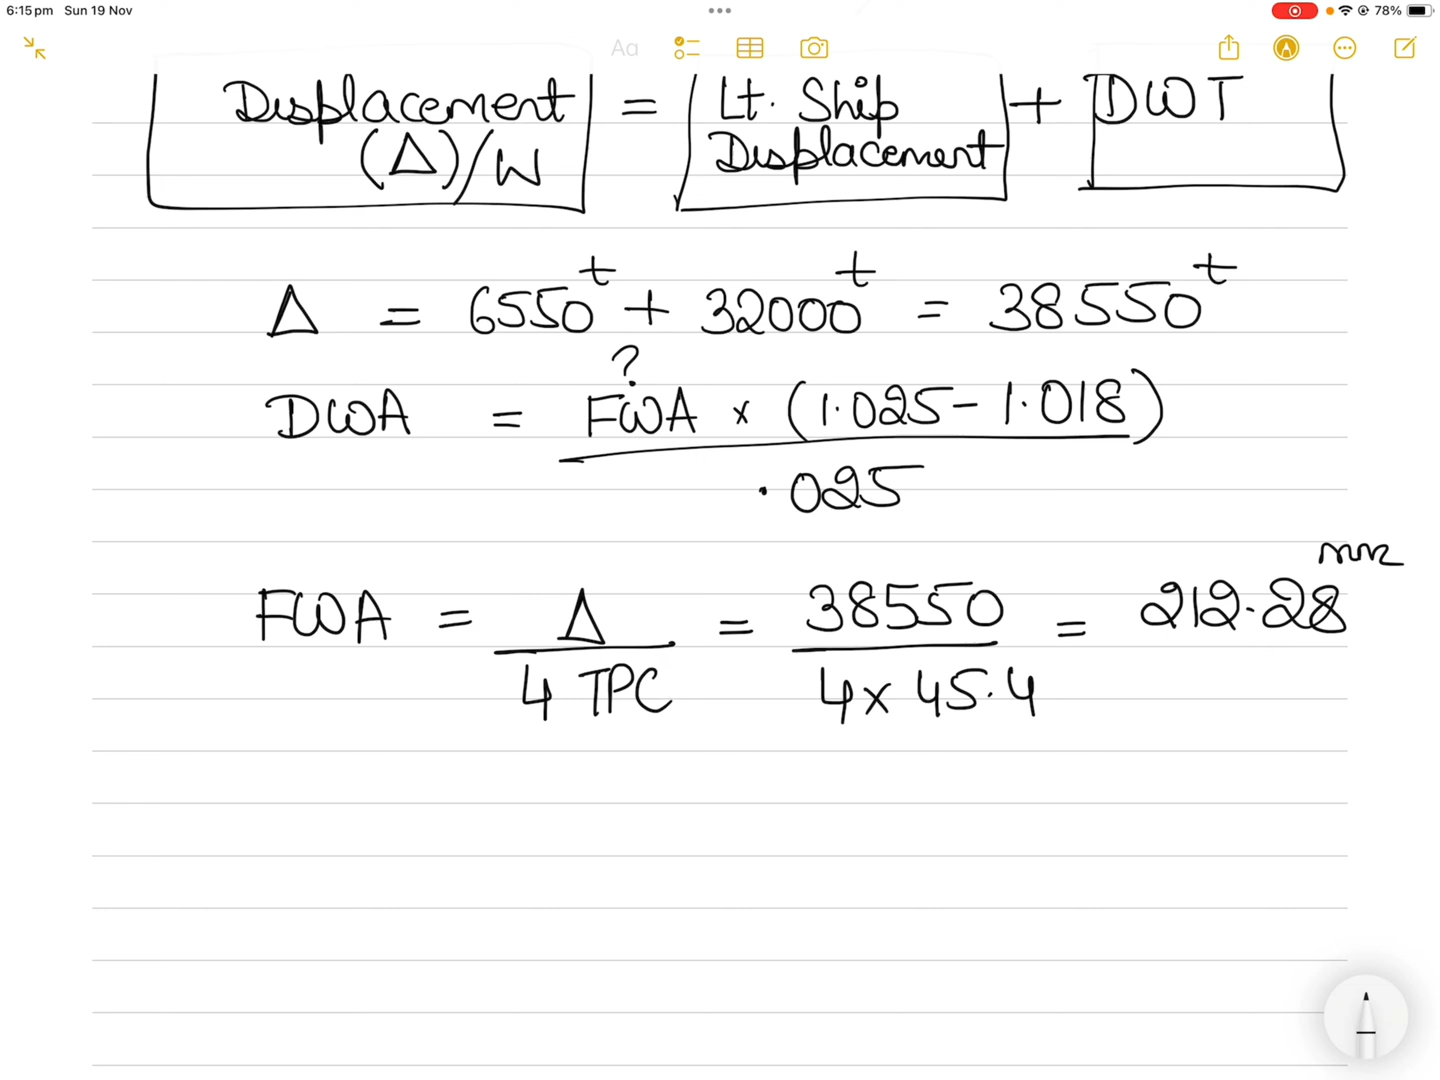 6:15 pm Sun 19 Nov 78%
Aa
Displacement = Lt. Ship + DWT
(Δ)/W Displacement
Δ = 6550t + 32000t = 38550t
?
DWA = FWA × (1.025 - 1.018)
.025
FWA = Δ = 38550 = 212.28 mm
4 TPC 4 × 45.4